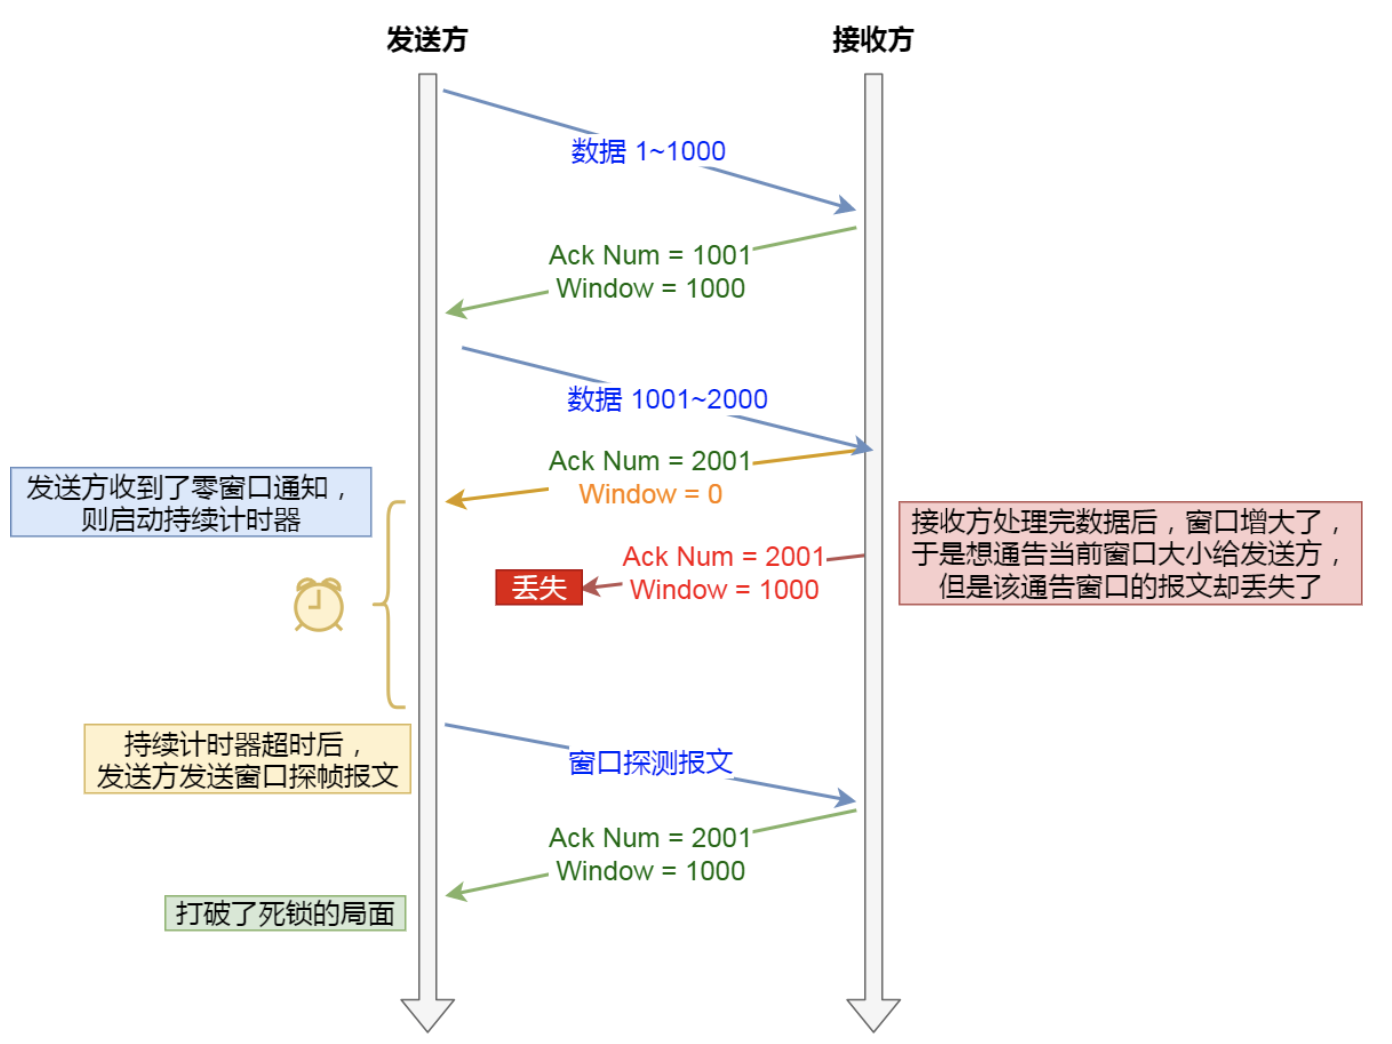 发送方
接收方
数据 1~1000
Ack Num = 1001
Window = 1000
数据 1001~2000
Ack Num = 2001
Window = 0
发送方收到了零窗口通知，
则启动持续计时器
接收方处理完数据后，窗口增大了，
于是想通告当前窗口大小给发送方，
但是该通告窗口的报文却丢失了
Ack Num = 2001
Window = 1000
丢失
持续计时器超时后，
发送方发送窗口探帧报文
窗口探测报文
Ack Num = 2001
Window = 1000
打破了死锁的局面